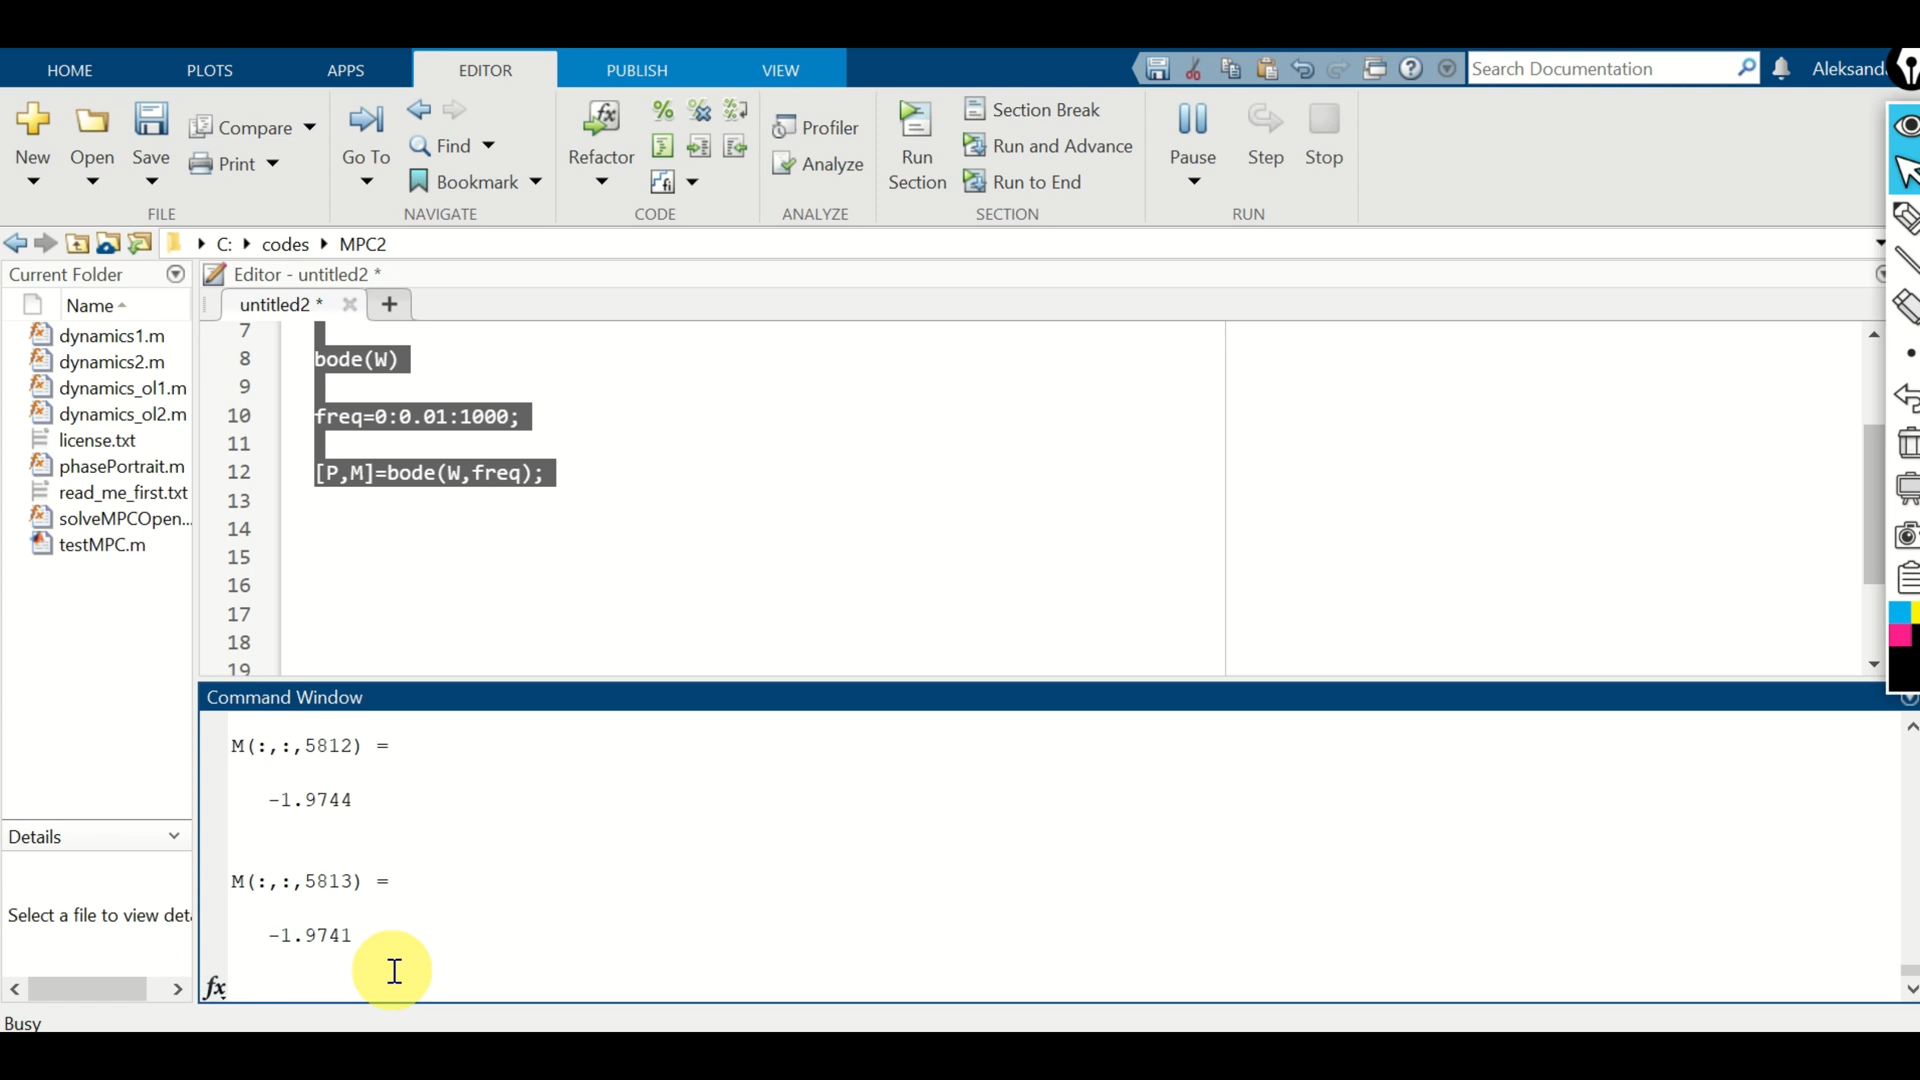 HOME
PLOTS
APPS
EDITOR
PUBLISH
VIEW
Search Documentation
Aleksand
New
Open
Save
Compare
Print
FILE
Go To
Find
Bookmark
NAVIGATE
Refactor
CODE
Profiler
Analyze
ANALYZE
Run
Section
Section Break
Run and Advance
Run to End
SECTION
Pause
Step
Stop
RUN
C:
codes
MPC2
Current Folder
Name
dynamics1.m
dynamics2.m
dynamics_ol1.m
dynamics_ol2.m
license.txt
phasePortrait.m
read_me_first.txt
solveMPCOpen...
testMPC.m
Details
Select a file to view det
Editor - untitled2 *
untitled2 *
7
8 bode(W)
9
10 freq=0:0.01:1000;
11
12 [P,M]=bode(W,freq);
13
14
15
16
17
18
19
Command Window
M(:,:,5812) =
-1.9744
M(:,:,5813) =
-1.9741
fx
Busy